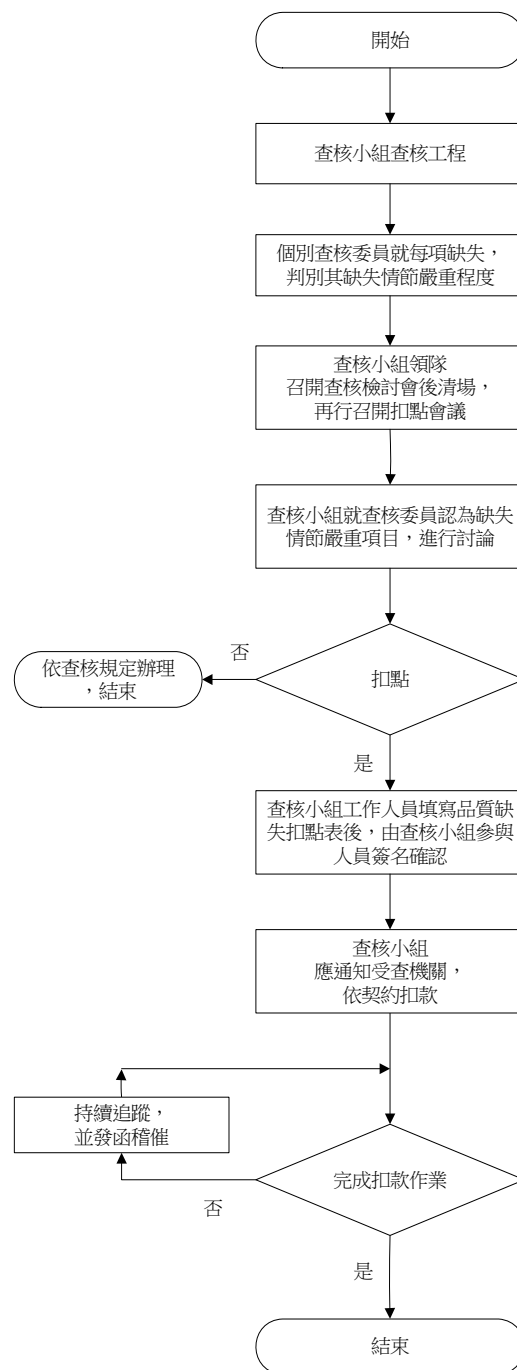 開始
查核小組查核工程
個別查核委員就每項缺失，
判別其缺失情節嚴重程度
查核小組領隊
召開查核檢討會後清場，
再行召開扣點會議
查核小組就查核委員認為缺失
情節嚴重項目，進行討論
否
依查核規定辦理
，結束
扣點
是
查核小組工作人員填寫品質缺
失扣點表後，由查核小組參與
人員簽名確認
查核小組
應通知受查機關，
依契約扣款
持續追蹤，
並發函稽催
完成扣款作業
否
是
結束